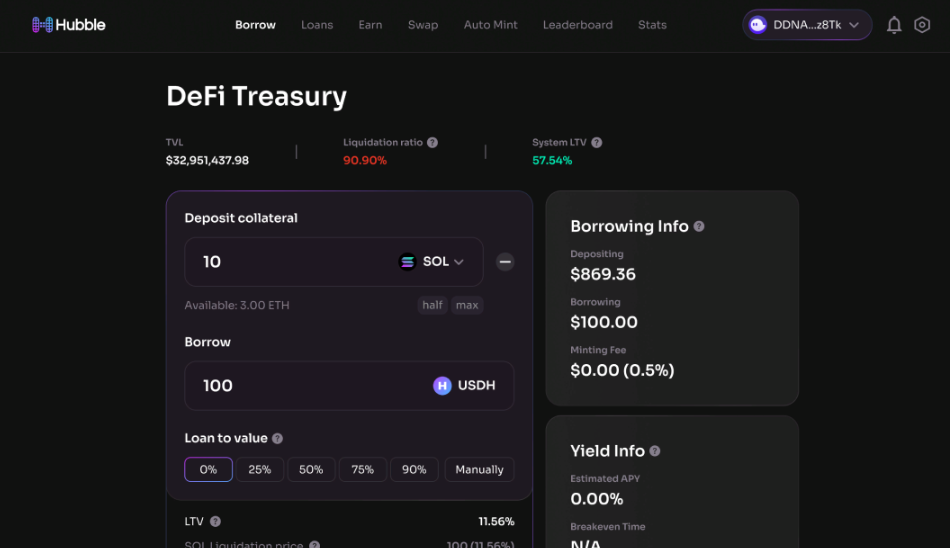 Hubble
Borrow Loans Earn Swap Auto Mint Leaderboard Stats
DDNA...z8Tk
DeFi Treasury
TVL
$32,951,437.98
Liquidation ratio ?
90.90%
System LTV ?
57.54%
Deposit collateral
10 SOL
Available: 3.00 ETH half max
Borrow
100 H USDH
Loan to value ?
0% 25% 50% 75% 90% Manually
LTV ? 11.56%
SOL Liquidation price ? 100 (11.56%)
Borrowing Info ?
Depositing
$869.36
Borrowing
$100.00
Minting Fee
$0.00 (0.5%)
Yield Info ?
Estimated APY
0.00%
Breakeven Time
N/A